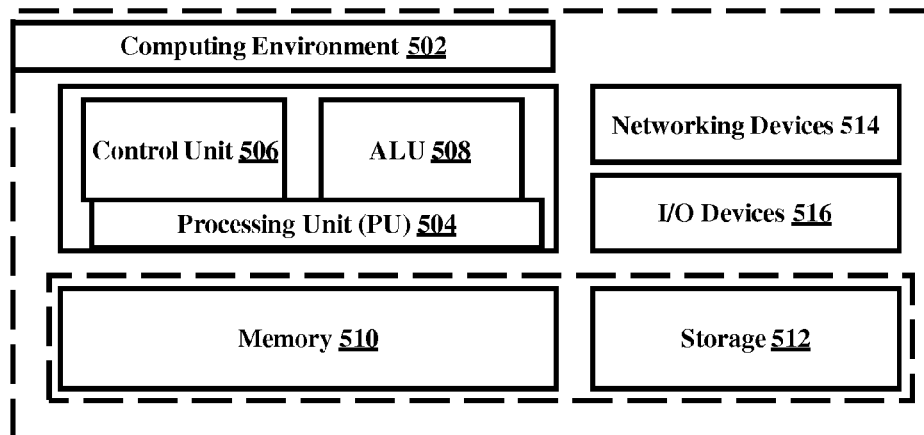 Computing Environment 502
Control Unit 506
ALU 508
Processing Unit (PU) 504
Networking Devices 514
I/O Devices 516
Memory 510
Storage 512